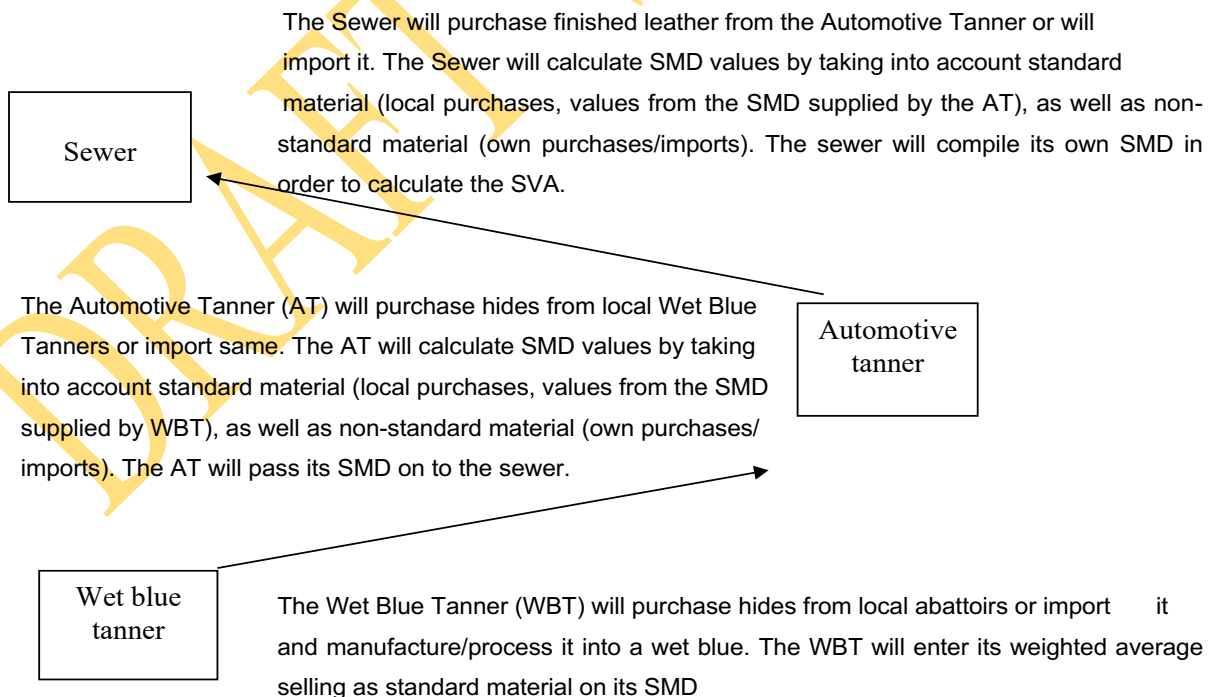 The Sewer will purchase finished leather from the Automotive Tanner or will
import it. The Sewer will calculate SMD values by taking into account standard
material (local purchases, values from the SMD supplied by the AT), as well as non-
standard material (own purchases/imports). The sewer will compile its own SMD in
order to calculate the SVA.
Sewer
The Automotive Tanner (AT) will purchase hides from local Wet Blue
Tanners or import same. The AT will calculate SMD values by taking
into account standard material (local purchases, values from the SMD
supplied by WBT), as well as non-standard material (own purchases/
imports). The AT will pass its SMD on to the sewer.
Automotive
tanner
Wet blue
tanner
The Wet Blue Tanner (WBT) will purchase hides from local abattoirs or import it
and manufacture/process it into a wet blue. The WBT will enter its weighted average
selling as standard material on its SMD
DRAFT